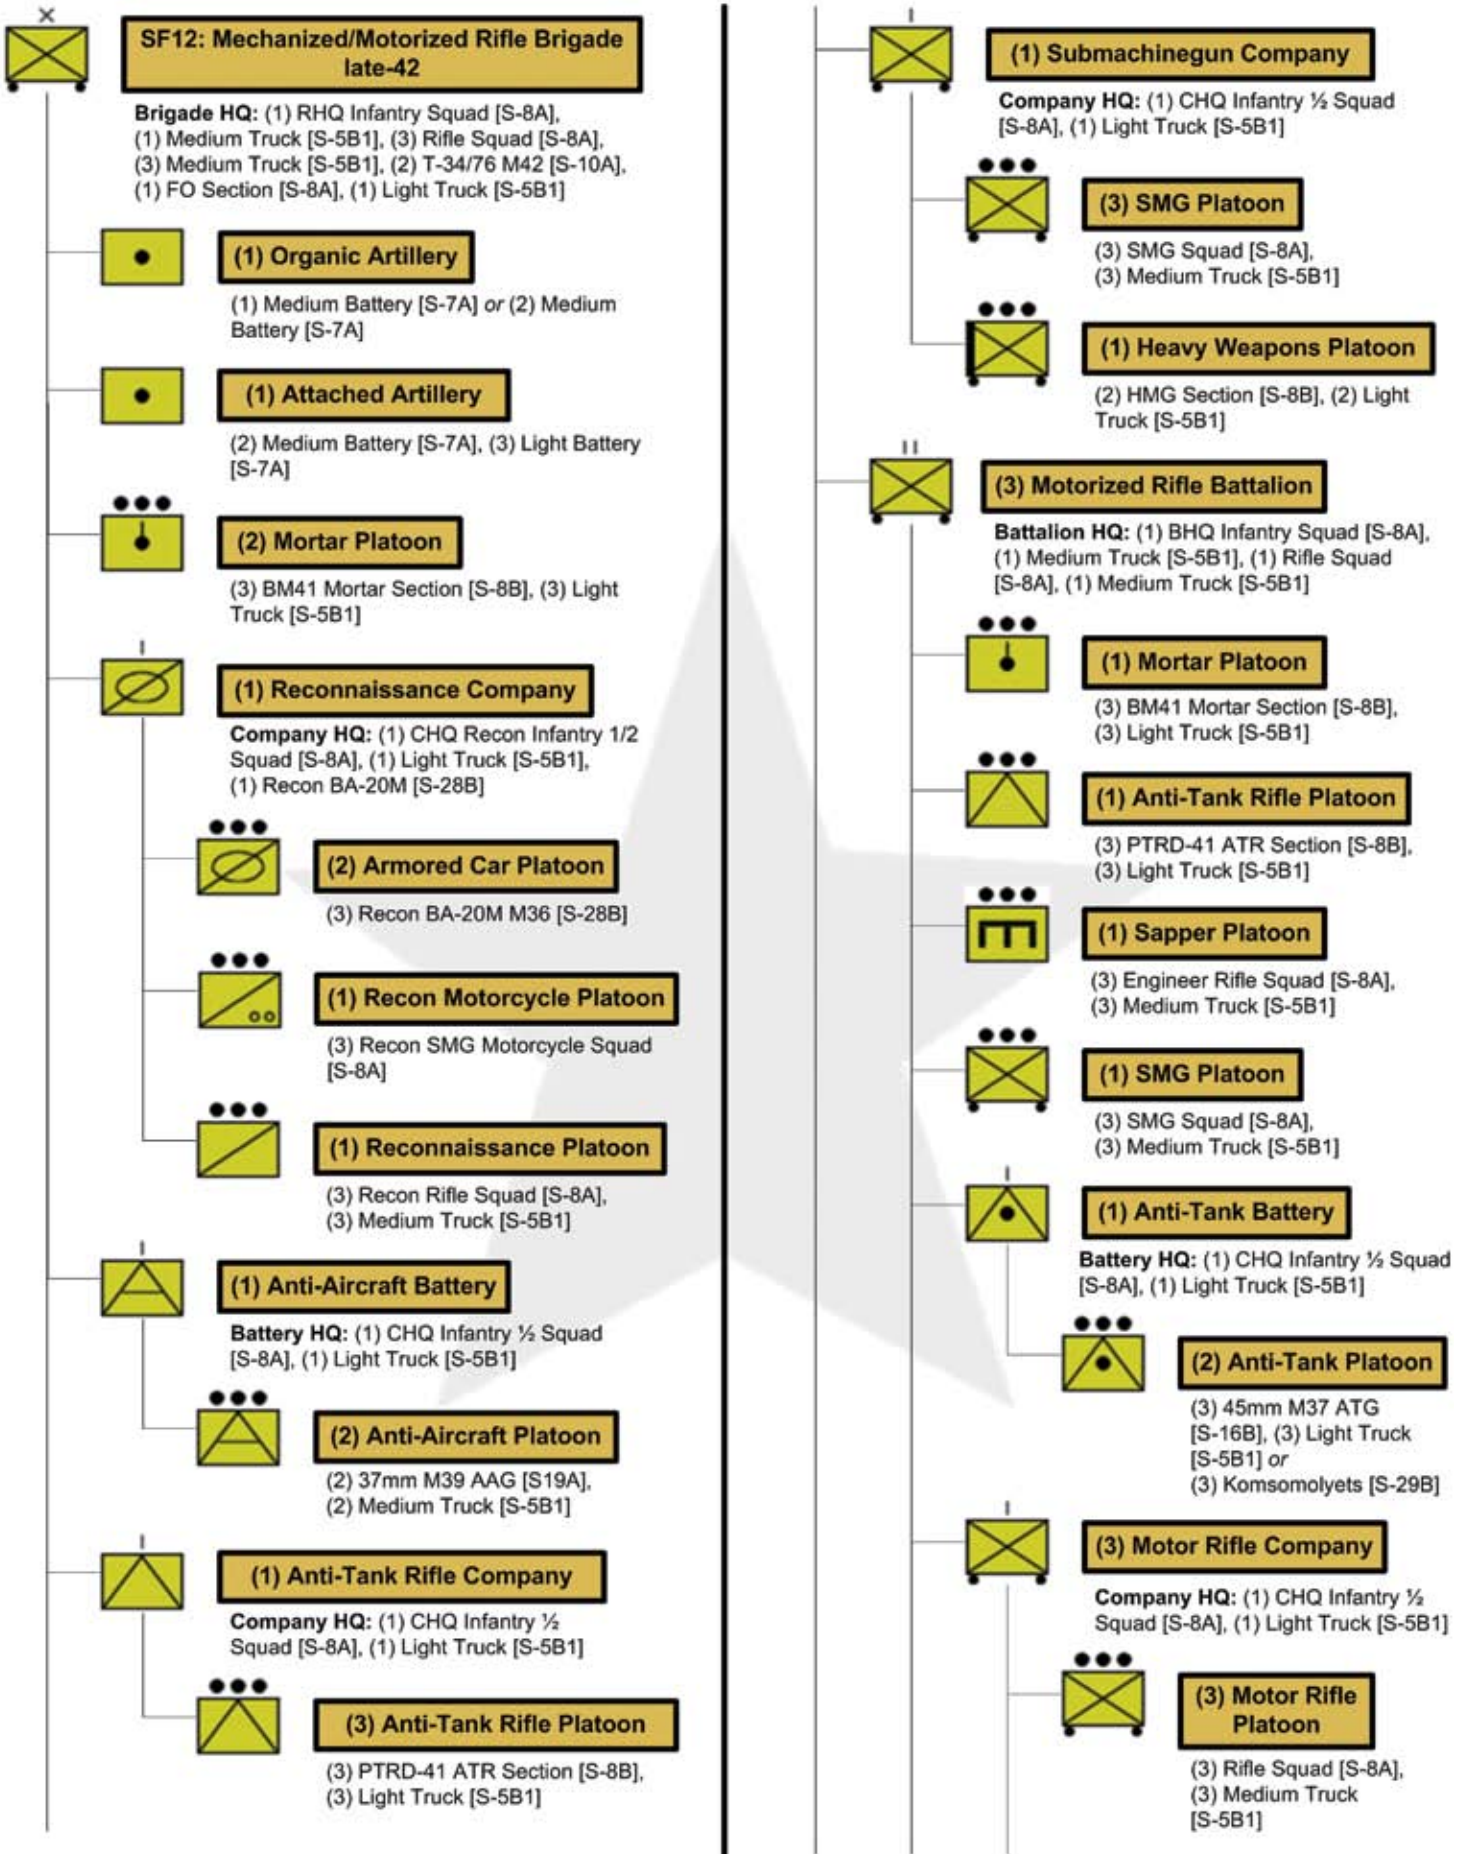 SF12: Mechanized/Motorized Rifle Brigade
late-42
Brigade HQ: (1) RHQ Infantry Squad [S-8A],
(1) Medium Truck [S-5B1], (3) Rifle Squad [S-8A],
(3) Medium Truck [S-5B1], (2) T-34/76 M42 [S-10A],
(1) FO Section [S-8A], (1) Light Truck [S-5B1]
(1) Organic Artillery
(1) Medium Battery [S-7A] or (2) Medium
Battery [S-7A]
(1) Attached Artillery
(2) Medium Battery [S-7A], (3) Light Battery
[S-7A]
(2) Mortar Platoon
(3) BM41 Mortar Section [S-8B], (3) Light
Truck [S-5B1]
(1) Reconnaissance Company
Company HQ: (1) CHQ Recon Infantry 1/2
Squad [S-8A], (1) Light Truck [S-5B1],
(1) Recon BA-20M [S-28B]
(2) Armored Car Platoon
(3) Recon BA-20M M36 [S-28B]
(1) Recon Motorcycle Platoon
(3) Recon SMG Motorcycle Squad
[S-8A]
(1) Reconnaissance Platoon
(3) Recon Rifle Squad [S-8A],
(3) Medium Truck [S-5B1]
(1) Anti-Aircraft Battery
Battery HQ: (1) CHQ Infantry ½ Squad
[S-8A], (1) Light Truck [S-5B1]
(2) Anti-Aircraft Platoon
(2) 37mm M39 AAG [S19A],
(2) Medium Truck [S-5B1]
(1) Anti-Tank Rifle Company
Company HQ: (1) CHQ Infantry ½
Squad [S-8A], (1) Light Truck [S-5B1]
(3) Anti-Tank Rifle Platoon
(3) PTRD-41 ATR Section [S-8B],
(3) Light Truck [S-5B1]
(1) Submachinegun Company
Company HQ: (1) CHQ Infantry ½ Squad
[S-8A], (1) Light Truck [S-5B1]
(3) SMG Platoon
(3) SMG Squad [S-8A],
(3) Medium Truck [S-5B1]
(1) Heavy Weapons Platoon
(2) HMG Section [S-8B], (2) Light
Truck [S-5B1]
(3) Motorized Rifle Battalion
Battalion HQ: (1) BHQ Infantry Squad [S-8A],
(1) Medium Truck [S-5B1], (1) Rifle Squad
[S-8A], (1) Medium Truck [S-5B1]
(1) Mortar Platoon
(3) BM41 Mortar Section [S-8B],
(3) Light Truck [S-5B1]
(1) Anti-Tank Rifle Platoon
(3) PTRD-41 ATR Section [S-8B],
(3) Light Truck [S-5B1]
(1) Sapper Platoon
(3) Engineer Rifle Squad [S-8A],
(3) Medium Truck [S-5B1]
(1) SMG Platoon
(3) SMG Squad [S-8A],
(3) Medium Truck [S-5B1]
(1) Anti-Tank Battery
Battery HQ: (1) CHQ Infantry ½ Squad
[S-8A], (1) Light Truck [S-5B1]
(2) Anti-Tank Platoon
(3) 45mm M37 ATG
[S-16B], (3) Light Truck
[S-5B1] or
(3) Komsomolyets [S-29B]
(3) Motor Rifle Company
Company HQ: (1) CHQ Infantry ½
Squad [S-8A], (1) Light Truck [S-5B1]
(3) Motor Rifle
Platoon
(3) Rifle Squad [S-8A],
(3) Medium Truck
[S-5B1]